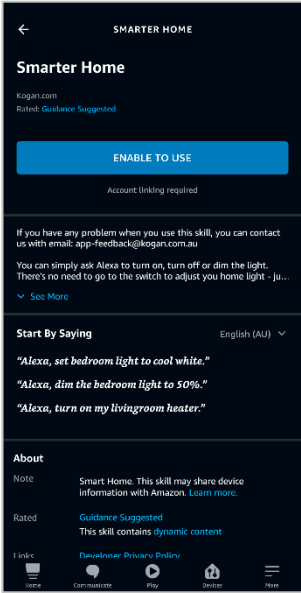 SMARTER HOME
Smarter Home
Kogan.com
Rated: Guidance Suggested
ENABLE TO USE
Account linking required
If you have any problem when you use this skill, you can contact
us with email: app-feedback@kogan.com.au
You can simply ask Alexa to turn on, turn off or dim the light.
There's no need to go to the switch to adjust you home light - ju...
See More
Start By Saying
English (AU)
“Alexa, set bedroom light to cool white.”
“Alexa, dim the bedroom light to 50%.”
“Alexa, turn on my livingroom heater.”
About
Note
Smart Home. This skill may share device
information with Amazon. Learn more.
Rated
Guidance Suggested
This skill contains dynamic content
Links
Developer Privacy Policy
Home
Communicate
Play
Devices
More